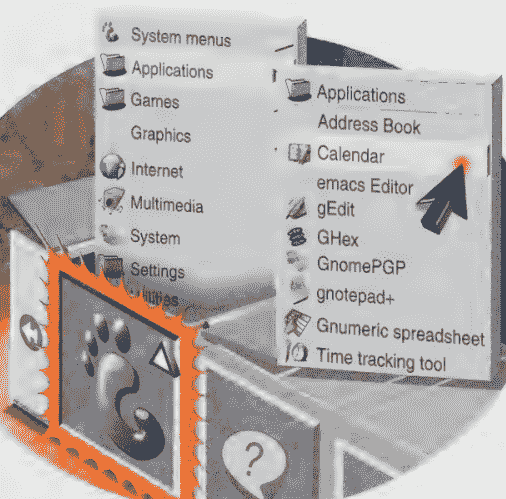 System menus
Applications
Games
Graphics
Internet
Multimedia
System
Settings
Utilities
Applications
Address Book
Calendar
emacs Editor
gEdit
GHex
GnomePGP
gnotepad+
Gnumeric spreadsheet
Time tracking tool
?